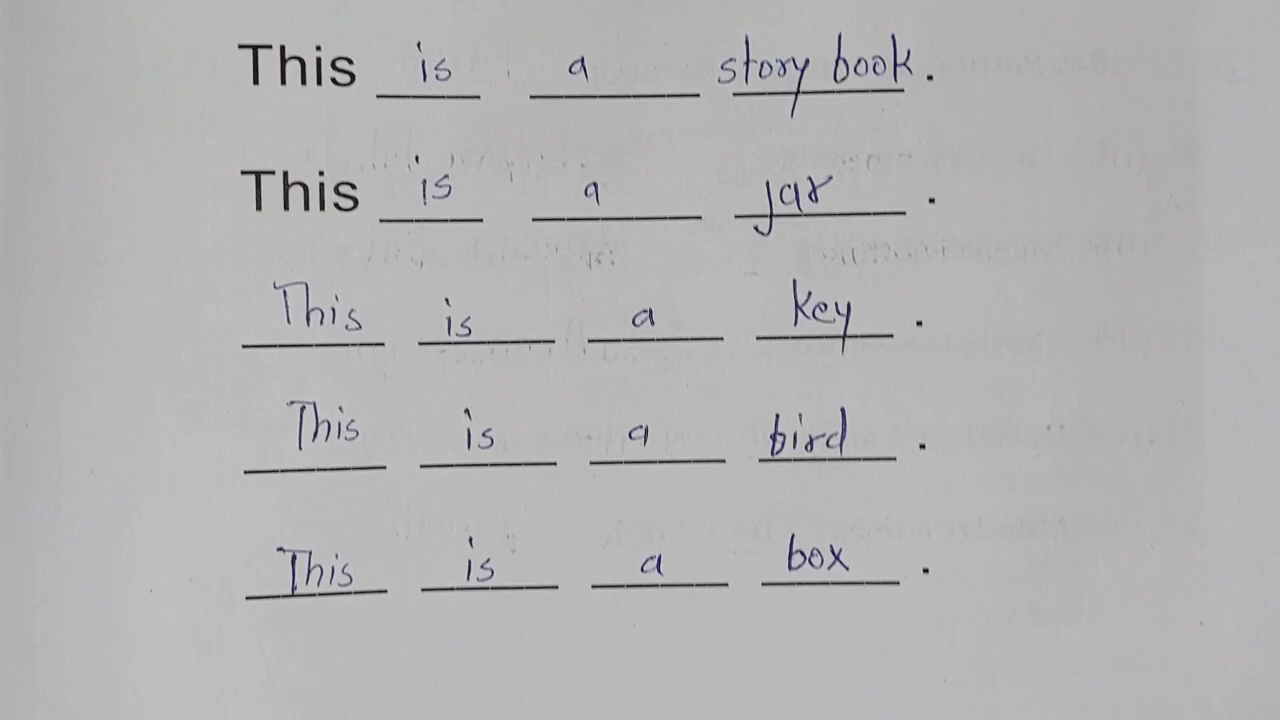 This is a story book.
This is a jar.
This is a key.
This is a bird.
This is a box.